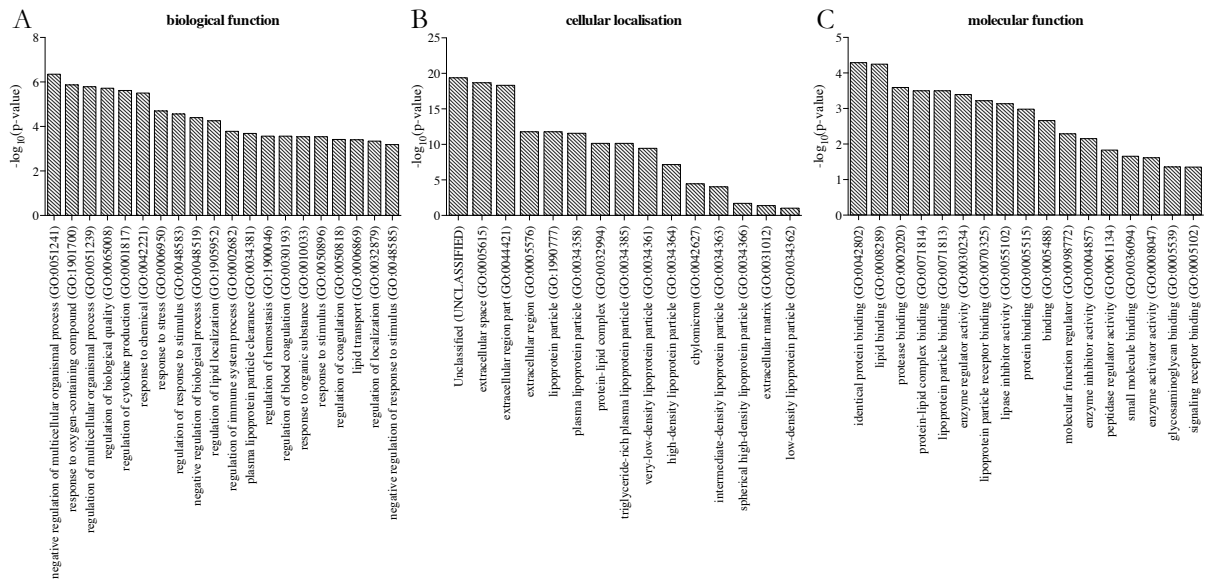 A
biological function
8
6
4
2
0
-log10(p-value)
negative regulation of multicellular organismal process (GO:0051241)
response to oxygen-containing compound (GO:1901700)
regulation of multicellular organismal process (GO:0051239)
regulation of biological quality (GO:0065008)
regulation of cytokine production (GO:0001817)
response to chemical (GO:0042221)
response to stress (GO:0006950)
regulation of response to stimulus (GO:0048583)
negative regulation of biological process (GO:0048519)
regulation of lipid localization (GO:1905952)
regulation of immune system process (GO:0002682)
plasma lipoprotein particle clearance (GO:0034381)
regulation of hemostasis (GO:1900046)
regulation of blood coagulation (GO:0030193)
response to organic substance (GO:0010033)
response to stimulus (GO:0050896)
regulation of coagulation (GO:0050818)
lipid transport (GO:0006869)
regulation of localization (GO:0032879)
negative regulation of response to stimulus (GO:0048585)
B
cellular localisation
25
20
15
10
5
0
-log10(p-value)
Unclassified (UNCLASSIFIED)
extracellular space (GO:0005615)
extracellular region part (GO:0044421)
extracellular region (GO:0005576)
lipoprotein particle (GO:1990777)
plasma lipoprotein particle (GO:0034358)
protein-lipid complex (GO:0032994)
triglyceride-rich plasma lipoprotein particle (GO:0034385)
very-low-density lipoprotein particle (GO:0034361)
high-density lipoprotein particle (GO:0034364)
chylomicron (GO:0042627)
intermediate-density lipoprotein particle (GO:0034363)
spherical high-density lipoprotein particle (GO:0034366)
extracellular matrix (GO:0031012)
low-density lipoprotein particle (GO:0034362)
C
molecular function
5
4
3
2
1
0
-log10(p-value)
identical protein binding (GO:0042802)
lipid binding (GO:0008289)
protease binding (GO:0002020)
protein-lipid complex binding (GO:0071814)
lipoprotein particle binding (GO:0071813)
enzyme regulator activity (GO:0030234)
lipoprotein particle receptor binding (GO:0070325)
lipase inhibitor activity (GO:0055102)
protein binding (GO:0005515)
binding (GO:0005488)
molecular function regulator (GO:0098772)
enzyme inhibitor activity (GO:0004857)
peptidase regulator activity (GO:0061134)
small molecule binding (GO:0036094)
enzyme activator activity (GO:0008047)
glycosaminoglycan binding (GO:0005539)
signaling receptor binding (GO:0005102)